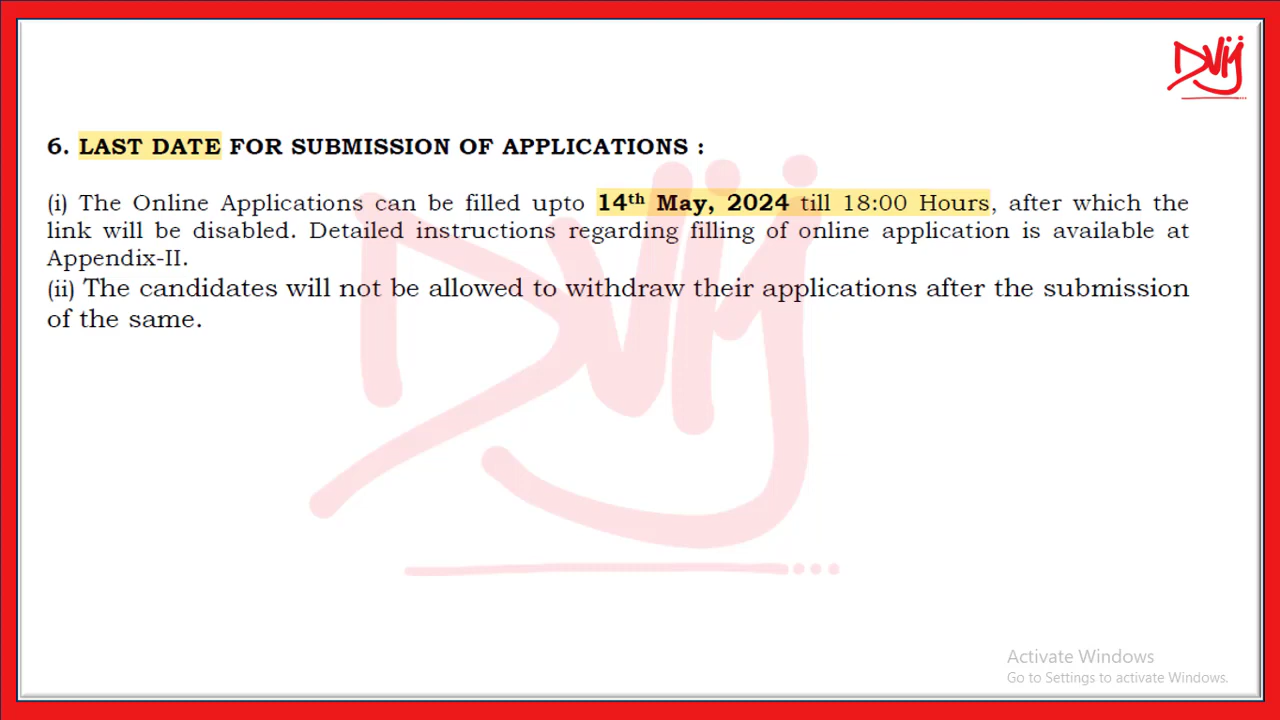 Dvij
6. LAST DATE FOR SUBMISSION OF APPLICATIONS :
(i) The Online Applications can be filled upto 14th May, 2024 till 18:00 Hours, after which the
link will be disabled. Detailed instructions regarding filling of online application is available at
Appendix-II.
(ii) The candidates will not be allowed to withdraw their applications after the submission
of the same.
Dvij
Activate Windows
Go to Settings to activate Windows.